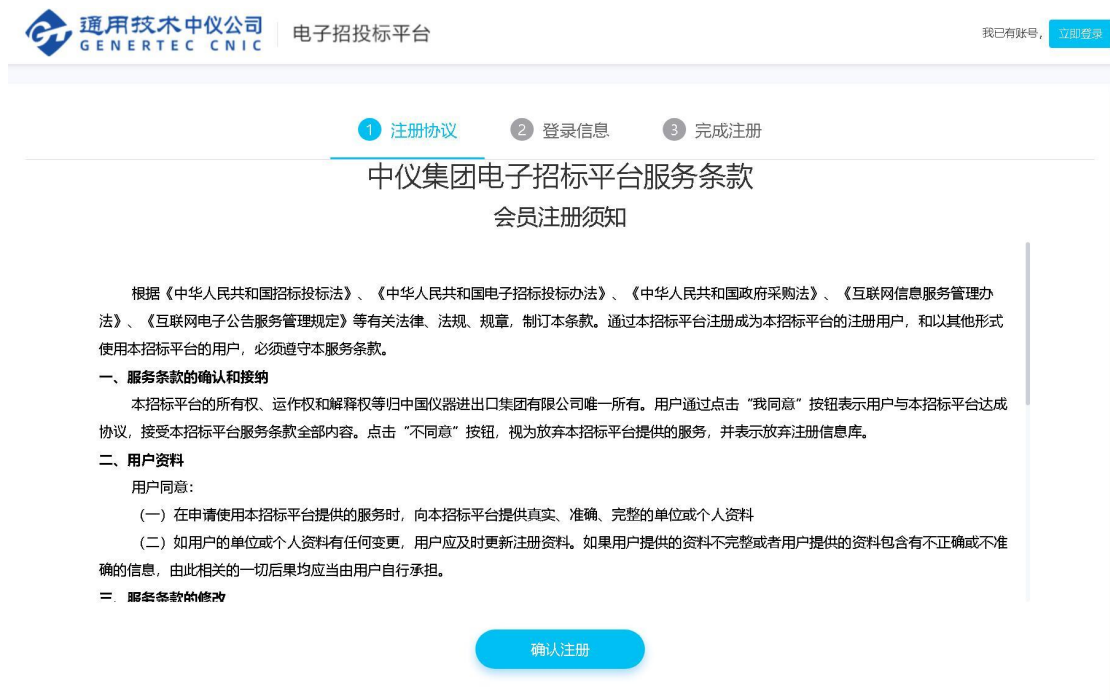 通用技术中仪公司
GENERTEC CNIC
电子招投标平台
我已有账号，
立即登录
1 注册协议
2 登录信息
3 完成注册
中仪集团电子招标平台服务条款
会员注册须知
根据《中华人民共和国招标投标法》、《中华人民共和国电子招标投标办法》、《中华人民共和国政府采购法》、《互联网信息服务管理办
法》、《互联网电子公告服务管理规定》等有关法律、法规、规章，制订本条款。通过本招标平台注册成为本招标平台的注册用户，和以其他形式
使用本招标平台的用户，必须遵守本服务条款。
一、服务条款的确认和接纳
本招标平台的所有权、运作权和解释权等归中国仪器进出口集团有限公司唯一所有。用户通过点击“我同意”按钮表示用户与本招标平台达成
协议，接受本招标平台服务条款全部内容。点击“不同意”按钮，视为放弃本招标平台提供的服务，并表示放弃注册信息库。
二、用户资料
用户同意：
（一）在申请使用本招标平台提供的服务时，向本招标平台提供真实、准确、完整的单位或个人资料
（二）如用户的单位或个人资料有任何变更，用户应及时更新注册资料。如果用户提供的资料不完整或者用户提供的资料包含有不正确或不准
确的信息，由此相关的一切后果均应当由用户自行承担。
三、服务条款的修改
确认注册